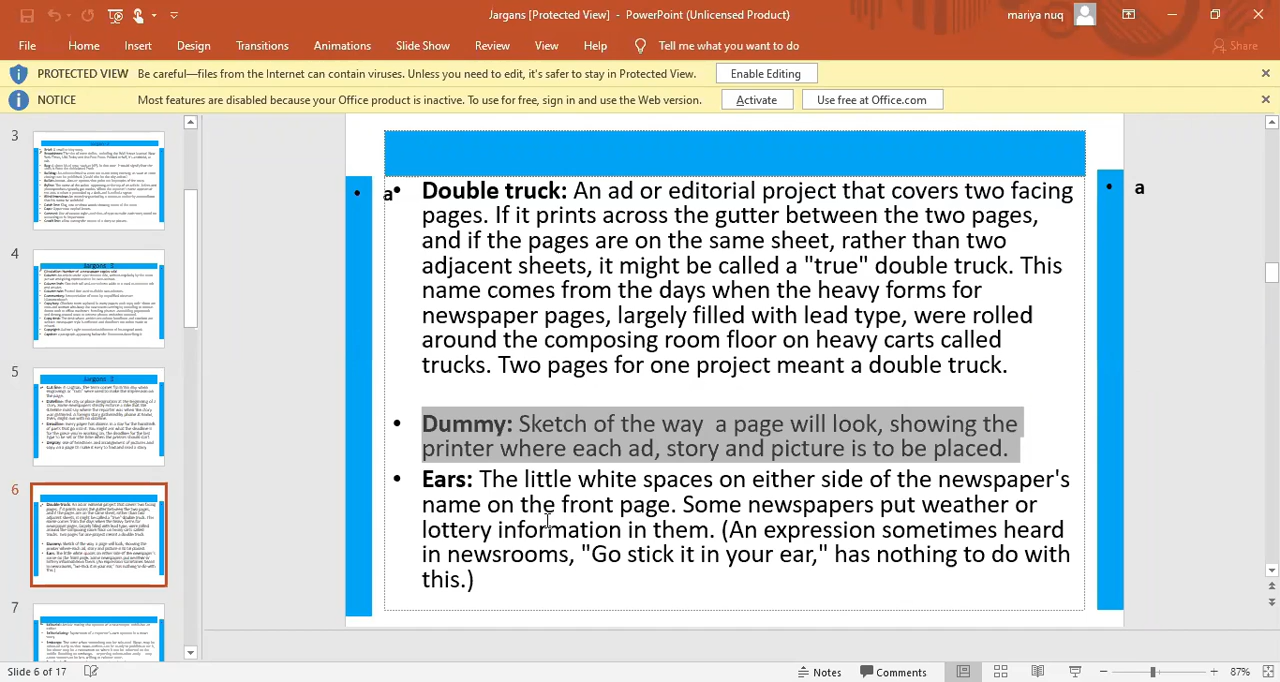 Jargans [Protected View] - PowerPoint (Unlicensed Product)
mariya nuq
File Home Insert Design Transitions Animations Slide Show Review View Help Tell me what you want to do Share
PROTECTED VIEW Be careful—files from the Internet can contain viruses. Unless you need to edit, it's safer to stay in Protected View. Enable Editing
NOTICE Most features are disabled because your Office product is inactive. To use for free, sign in and use the Web version. Activate Use free at Office.com
3
4
5
6
7
• a
• Double truck: An ad or editorial project that covers two facing
pages. If it prints across the gutter between the two pages,
and if the pages are on the same sheet, rather than two
adjacent sheets, it might be called a "true" double truck. This
name comes from the days when the heavy forms for
newspaper pages, largely filled with lead type, were rolled
around the composing room floor on heavy carts called
trucks. Two pages for one project meant a double truck.
• Dummy: Sketch of the way a page will look, showing the
printer where each ad, story and picture is to be placed.
• Ears: The little white spaces on either side of the newspaper's
name on the front page. Some newspapers put weather or
lottery information in them. (An expression sometimes heard
in newsrooms, "Go stick it in your ear," has nothing to do with
this.)
• a
Slide 6 of 17
Notes Comments 87%